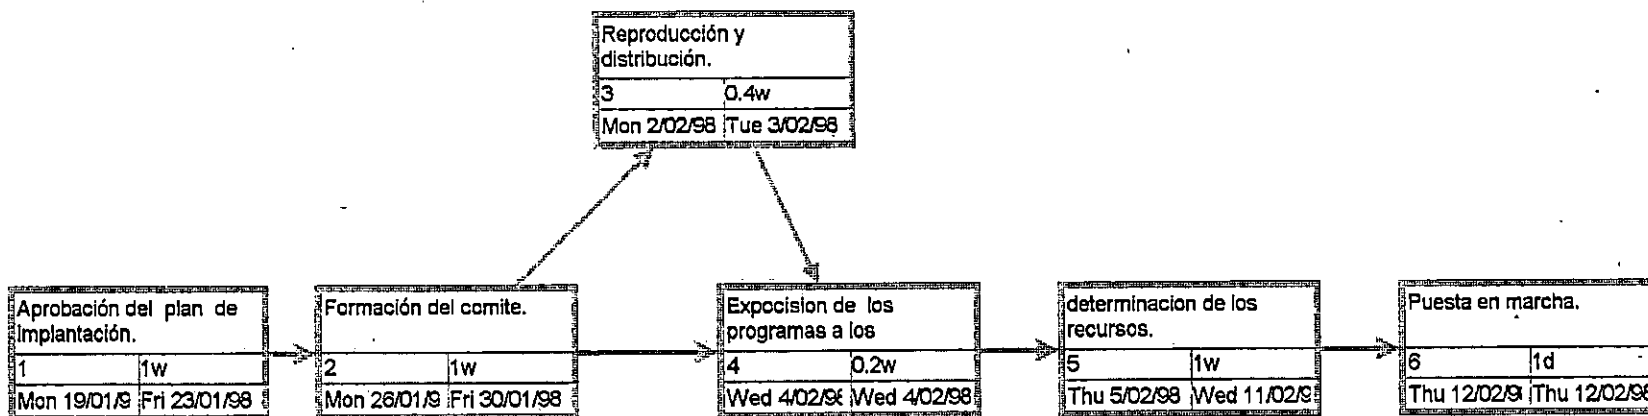 Reproducción y
distribución.
3 0.4w
Mon 2/02/98 Tue 3/02/98
Aprobación del plan de
implantación.
1 1w
Mon 19/01/9 Fri 23/01/98
Formación del comite.
2 1w
Mon 26/01/9 Fri 30/01/98
Expocision de los
programas a los
4 0.2w
Wed 4/02/98 Wed 4/02/98
determinacion de los
recursos.
5 1w
Thu 5/02/98 Wed 11/02/9
Puesta en marcha.
6 1d
Thu 12/02/9 Thu 12/02/98